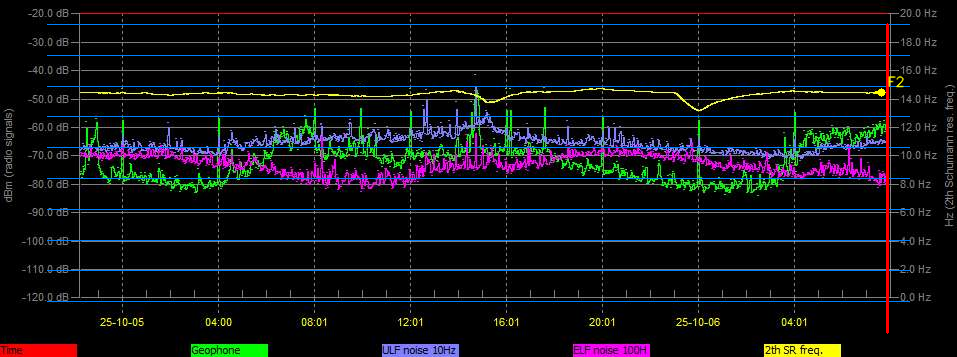 -20.0 dB
20.0 Hz
-30.0 dB
18.0 Hz
-40.0 dB
16.0 Hz
F2
-50.0 dB
14.0 Hz
-60.0 dB
12.0 Hz
-70.0 dB
10.0 Hz
-80.0 dB
8.0 Hz
-90.0 dB
6.0 Hz
-100.0 dB
4.0 Hz
-110.0 dB
2.0 Hz
-120.0 dB
0.0 Hz
dBm (radio signals)
Hz (2th Schumann res. freq.)
25-10-05 04:00 08:01 12:01 16:01 20:01 25-10-06 04:01
Time Geophone ULF noise 10Hz ELF noise 100H 2th SR freq.